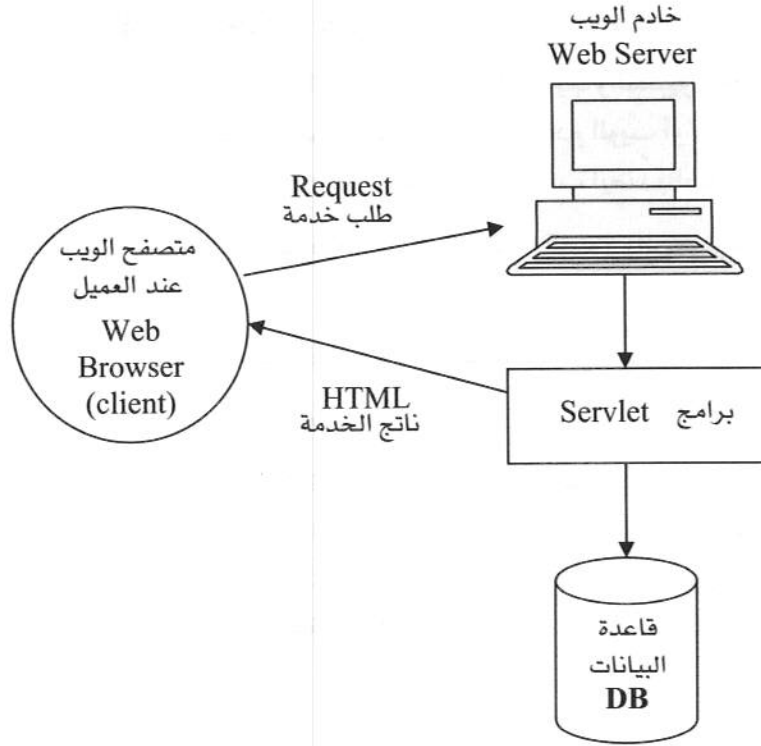 خادم الويب
Web Server
Request
طلب خدمة
متصفح الويب
عند العميل
Web
Browser
(client)
HTML
ناتج الخدمة
برامج Servlet
قاعدة
البيانات
DB